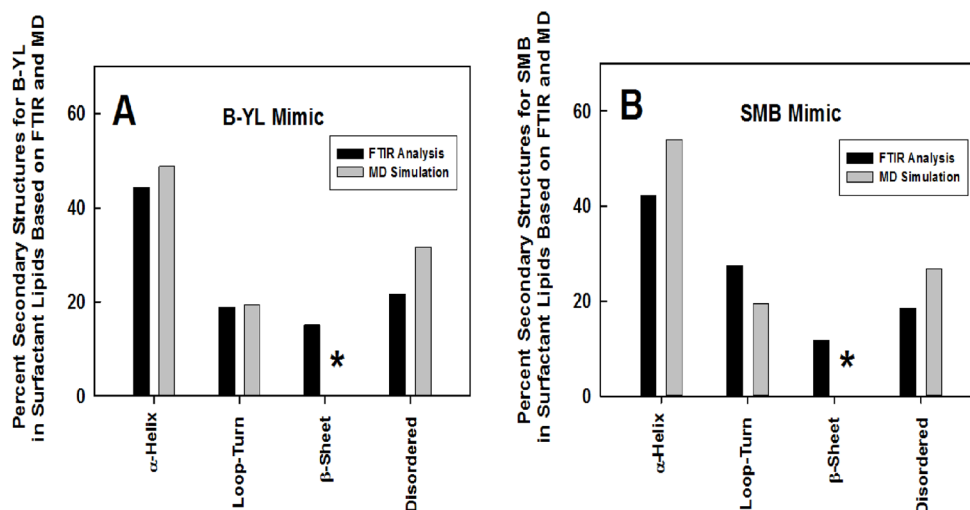 Percent Secondary Structures for B-YL
in Surfactant Lipids Based on FTIR and MD
A
B-YL Mimic
FTIR Analysis
MD Simulation
60
40
20
0
*
α-Helix
Loop-Turn
β-Sheet
Disordered
Percent Secondary Structures for SMB
in Surfactant Lipids Based on FTIR and MD
B
SMB Mimic
FTIR Analysis
MD Simulation
60
40
20
0
*
α-Helix
Loop-Turn
β-Sheet
Disordered